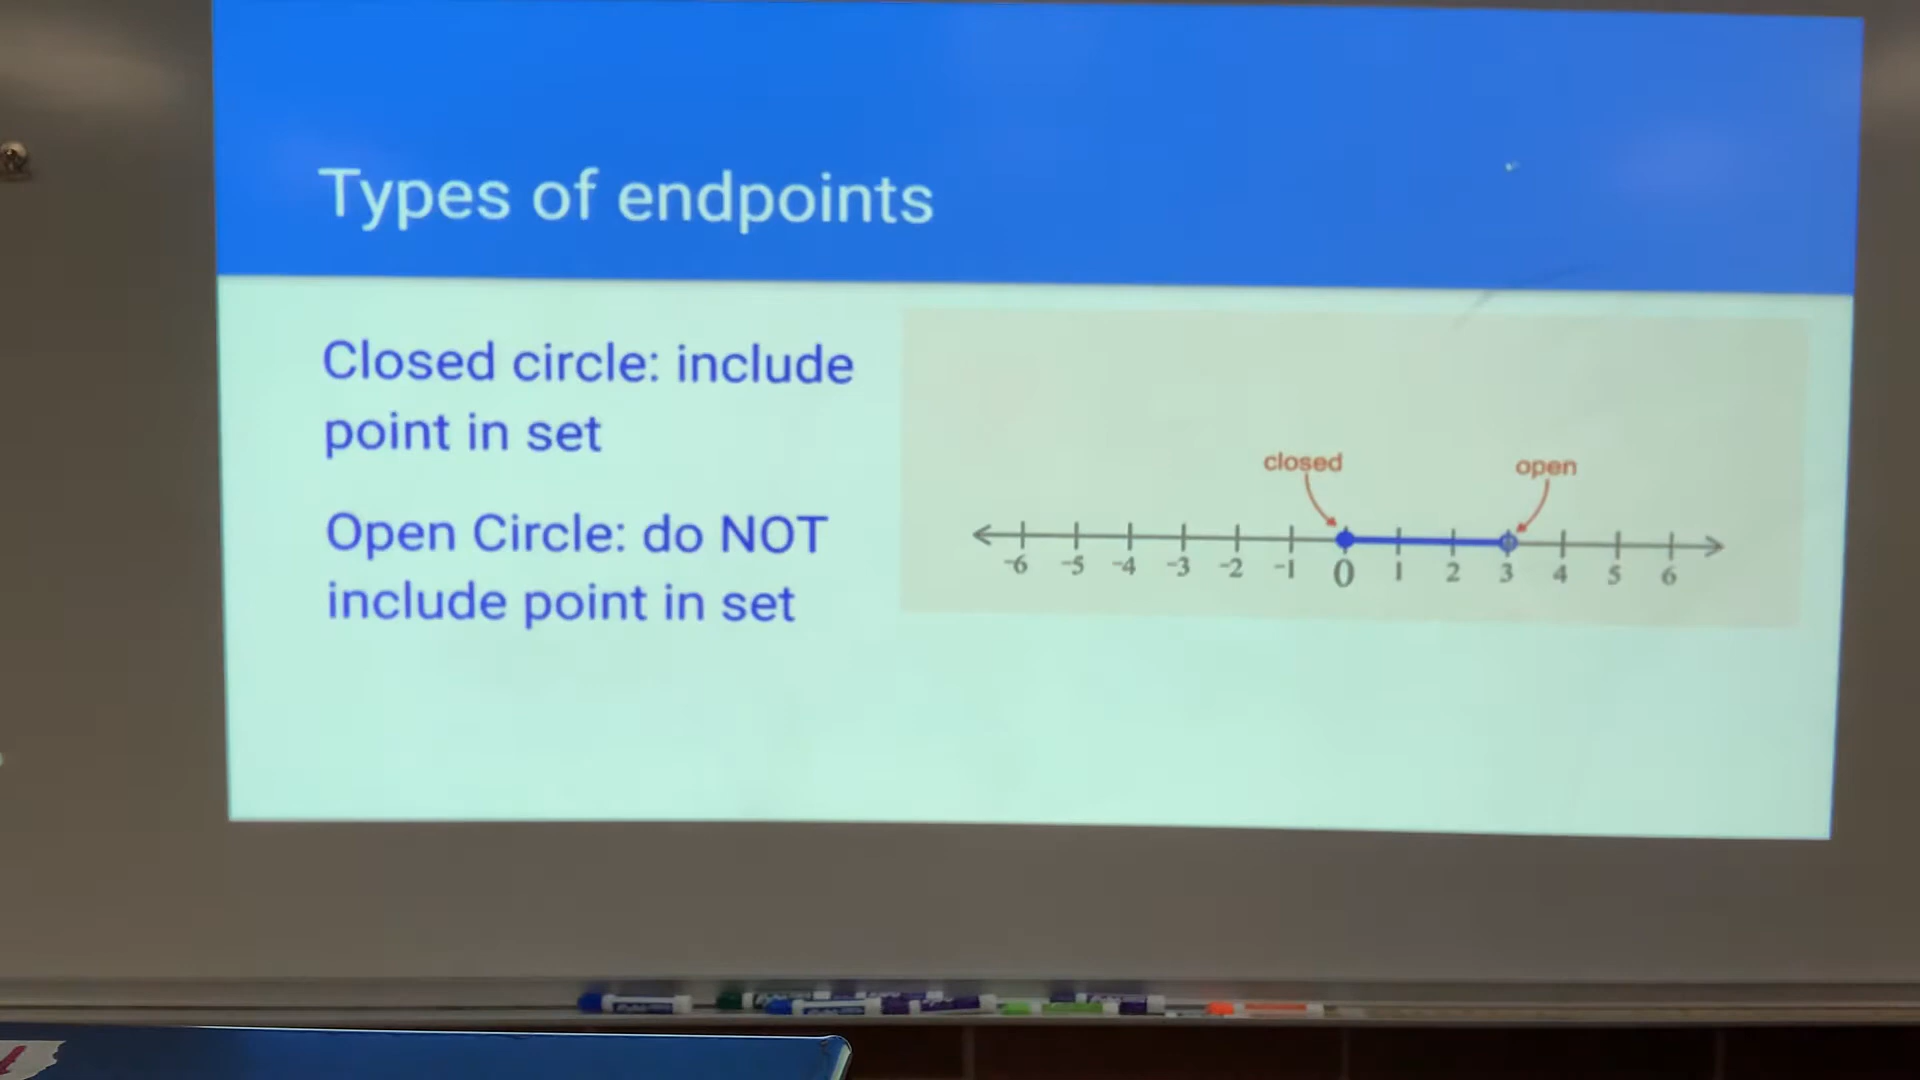 Types of endpoints
Closed circle: include
point in set
Open Circle: do NOT
include point in set
closed
open
-6 -5 -4 -3 -2 -1 0 1 2 3 4 5 6